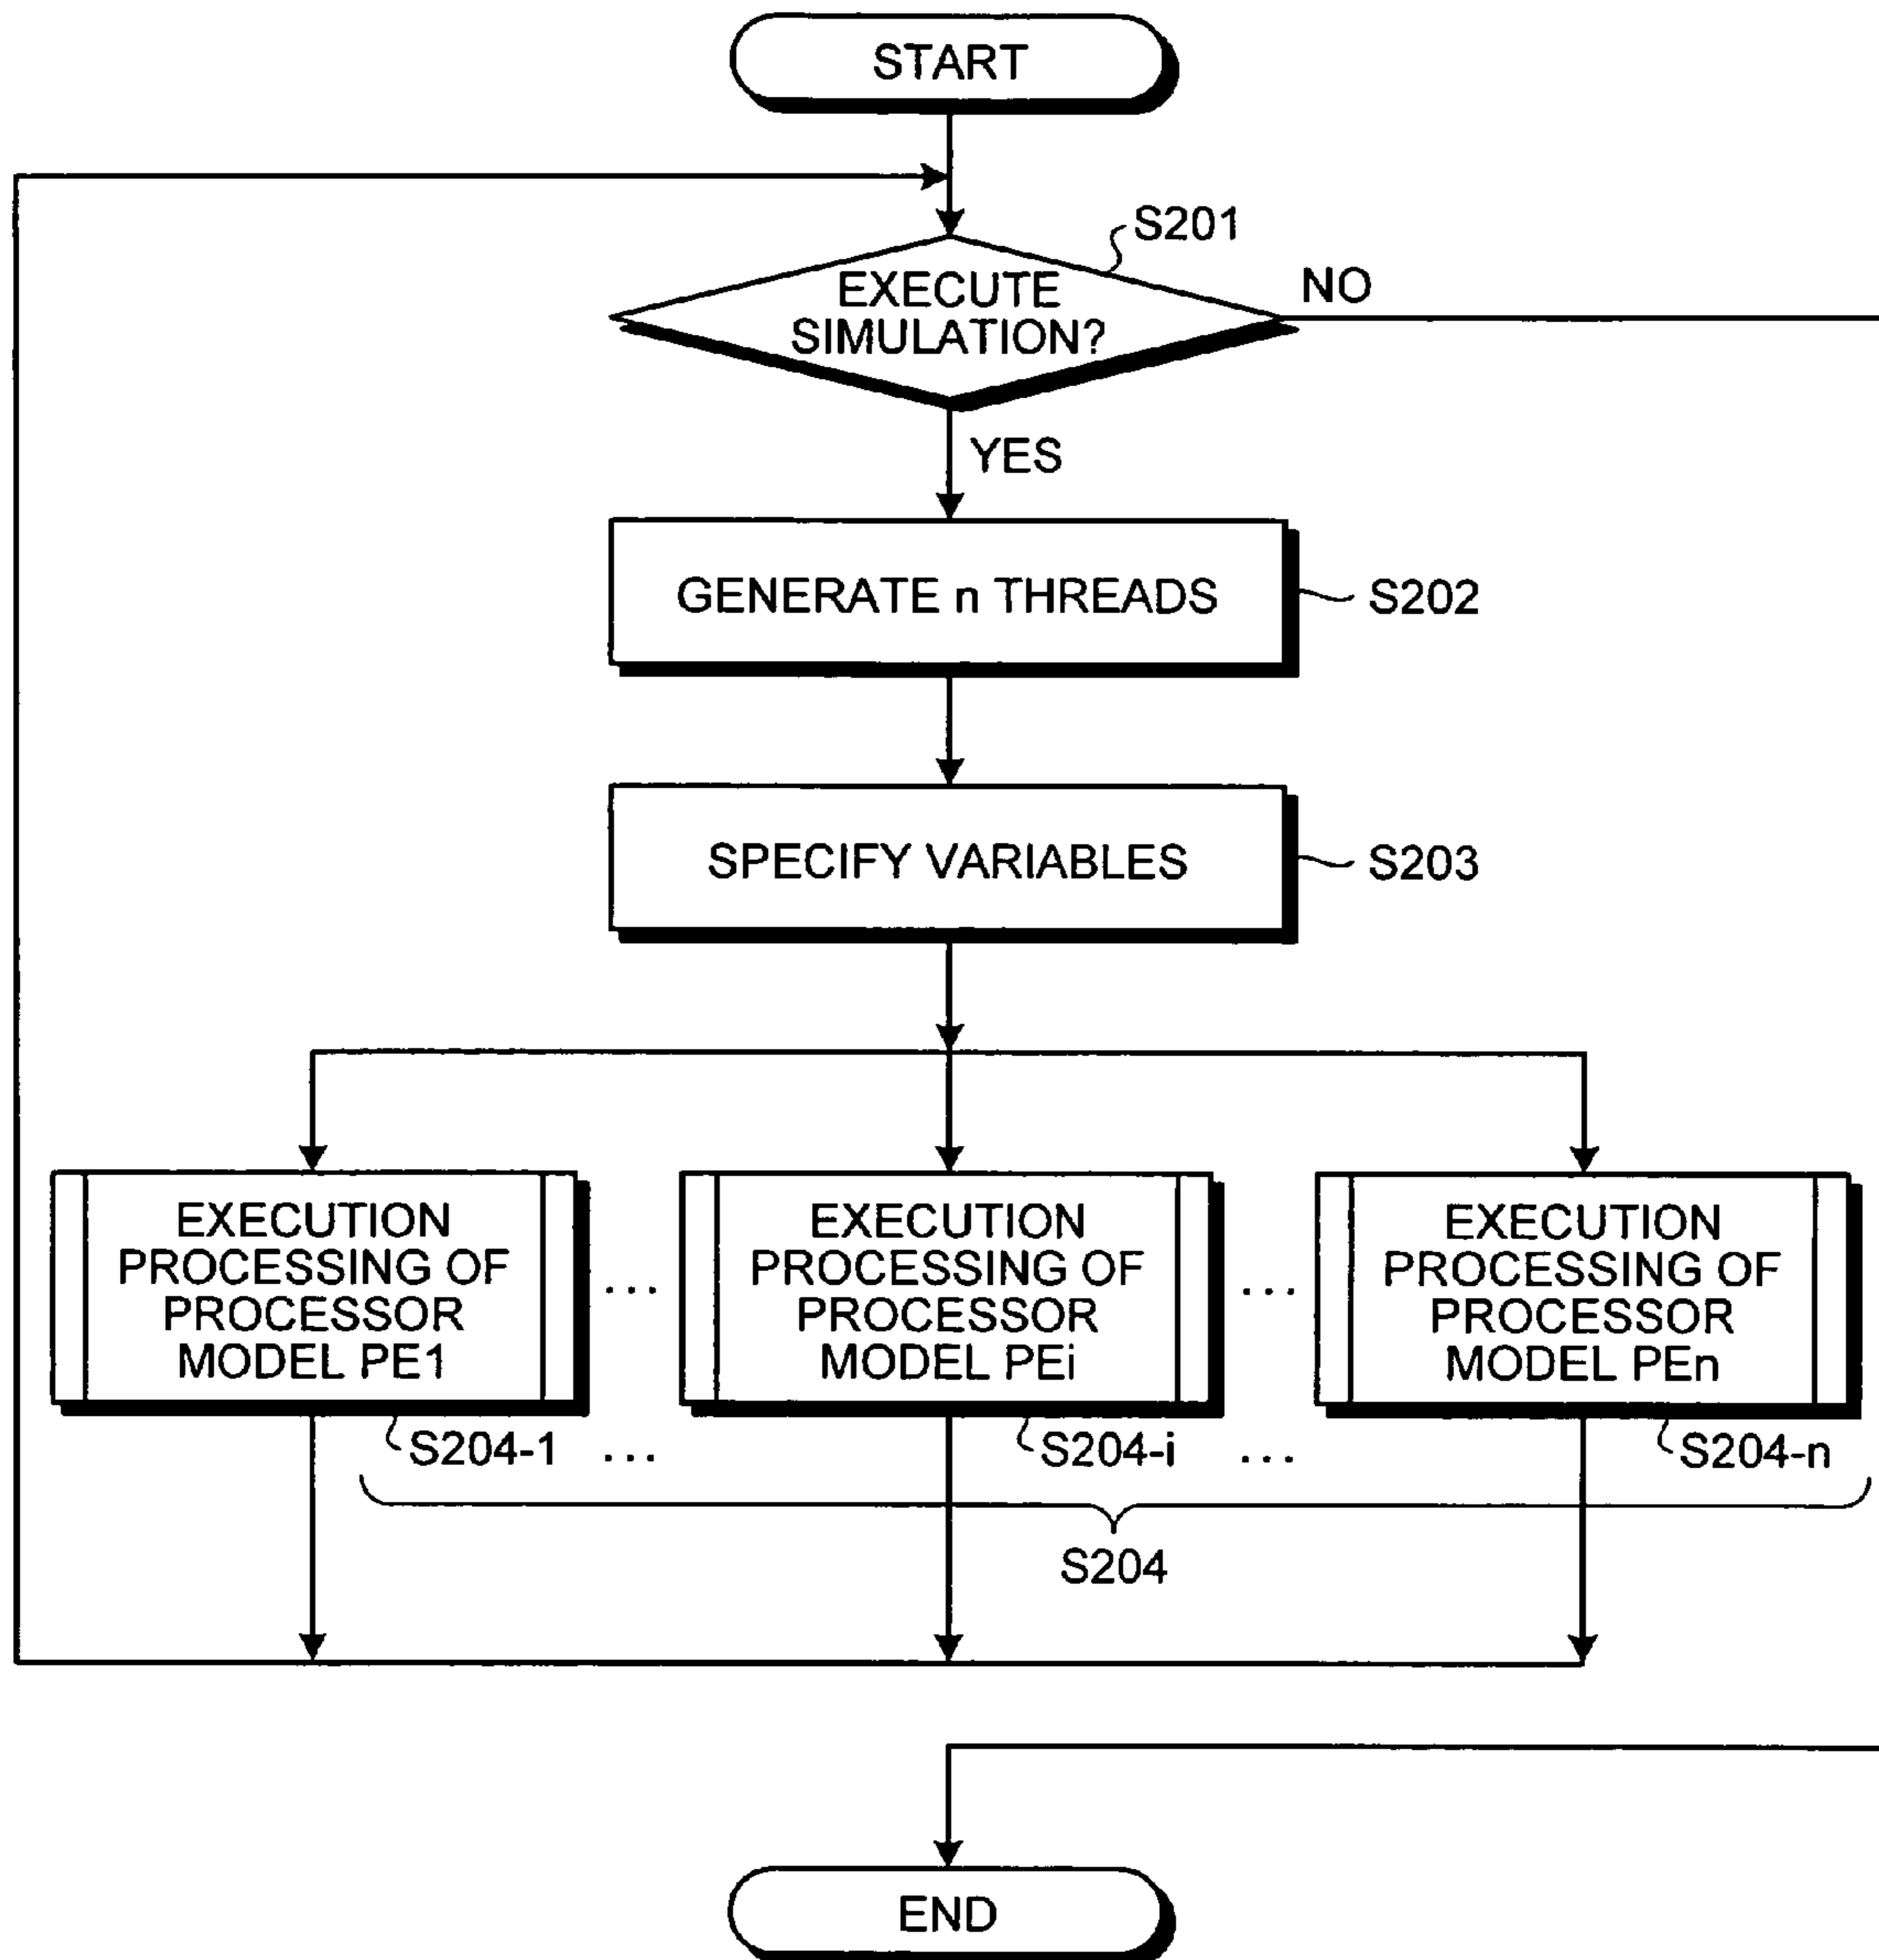 START
S201
EXECUTE
SIMULATION?
NO
YES
GENERATE n THREADS
S202
SPECIFY VARIABLES
S203
EXECUTION
PROCESSING OF
PROCESSOR
MODEL PE1
...
EXECUTION
PROCESSING OF
PROCESSOR
MODEL PEi
...
EXECUTION
PROCESSING OF
PROCESSOR
MODEL PEn
S204-1 ... S204-i ... S204-n
S204
END